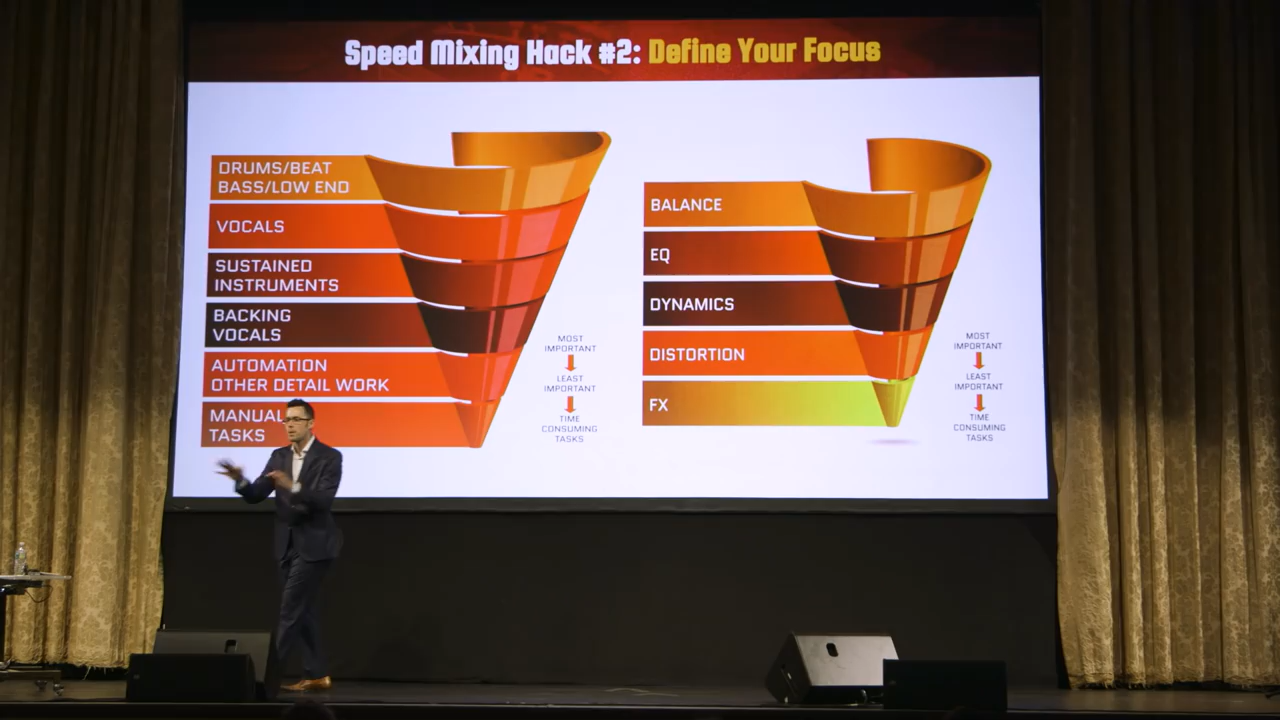 Speed Mixing Hack #2: Define Your Focus
DRUMS/BEAT
BASS/LOW END
VOCALS
SUSTAINED
INSTRUMENTS
BACKING
VOCALS
AUTOMATION
OTHER DETAIL WORK
MANUAL
TASKS
MOST
IMPORTANT
LEAST
IMPORTANT
TIME
CONSUMING
TASKS
BALANCE
EQ
DYNAMICS
DISTORTION
FX
MOST
IMPORTANT
LEAST
IMPORTANT
TIME
CONSUMING
TASKS